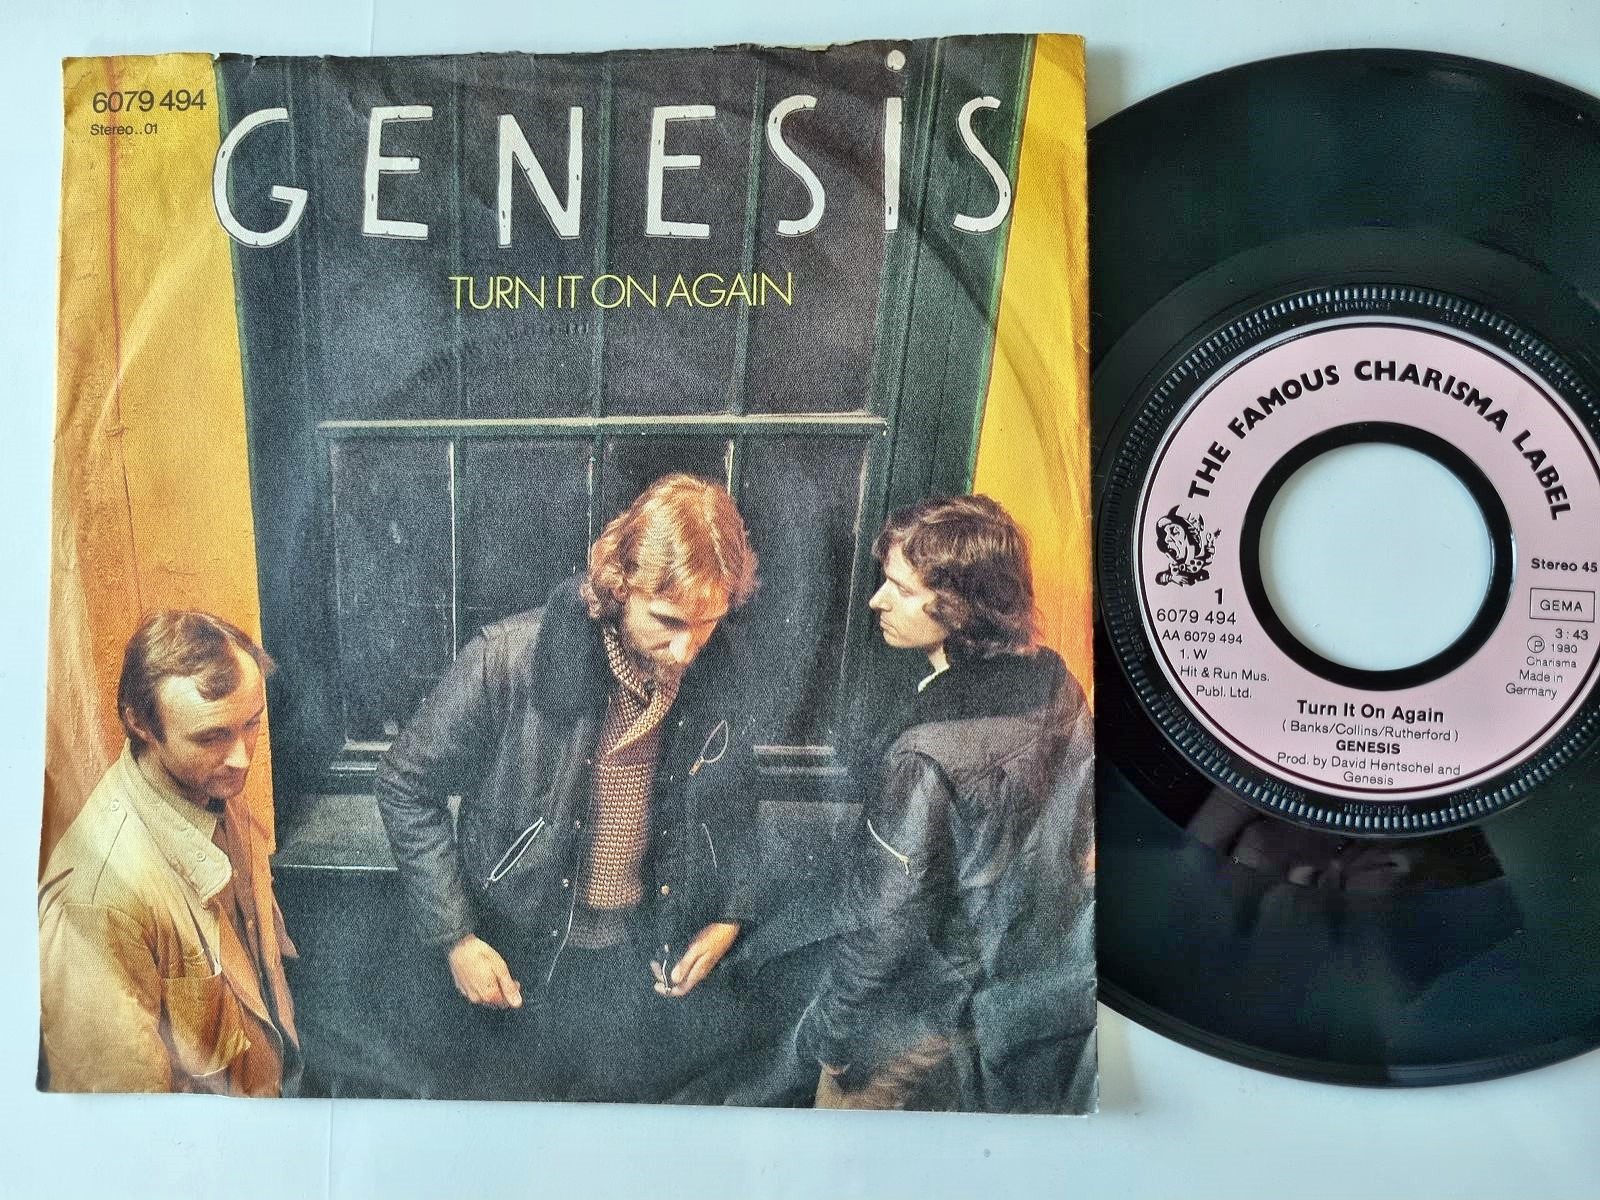 6079 494
Stereo..01
GENESIS
TURN IT ON AGAIN
THE FAMOUS CHARISMA LABEL
Stereo 45
GEMA
3:43
Ⓟ 1980
Charisma
Made in
Germany
1
6079 494
AA 6079 494
1. W
Hit & Run Mus.
Publ. Ltd.
Turn It On Again
( Banks/Collins/Rutherford )
GENESIS
Prod. by David Hentschel and
Genesis